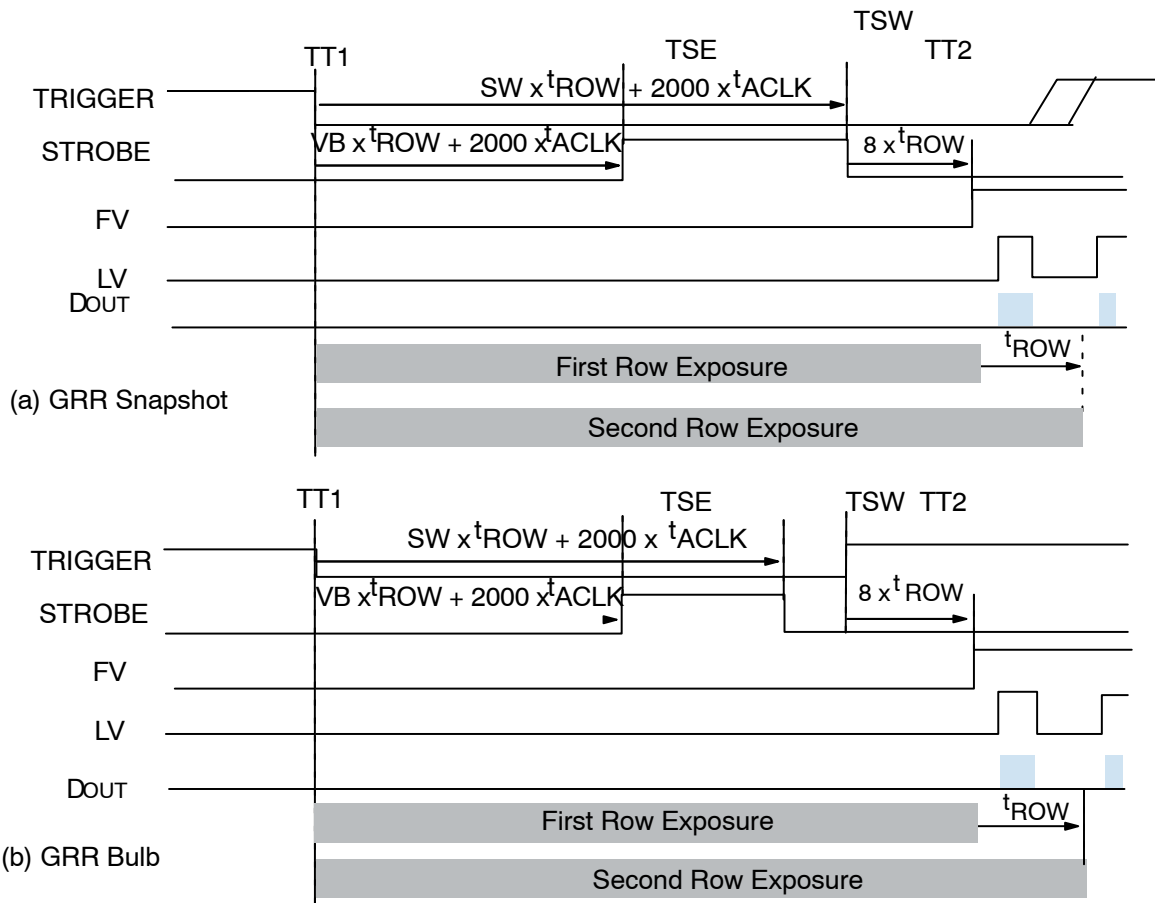 TSW
TT1 TSE TT2
SW x tROW + 2000 x tACLK
TRIGGER
VB x tROW + 2000 x tACLK 8 x tROW
STROBE
FV
LV
DOUT
tROW
First Row Exposure
(a) GRR Snapshot
Second Row Exposure
TT1 TSE TSW TT2
SW x tROW + 2000 x tACLK
TRIGGER
VB x tROW + 2000 x tACLK 8 x tROW
STROBE
FV
LV
DOUT
tROW
First Row Exposure
(b) GRR Bulb
Second Row Exposure